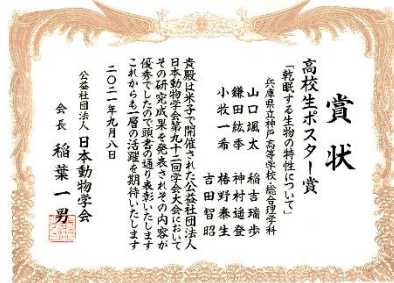 賞状
高校生ポスター賞
「乾眠する生物の特性について」
兵庫県立神戸高等学校・総合理学科
山口颯太 稲吉瑞歩
鎌田紘季 神村遥登
小牧一希 椿野泰生
吉田智昭
貴殿は米子で開催された公益社団法人
日本動物学会第九十二回学会大会において
その研究成果を発表されその内容が
優秀でしたので頭書の通り表彰いたします
これからも一層の活躍を期待いたします
二〇二一年九月八日
公益社団法人 日本動物学会
会長 稲葉一男